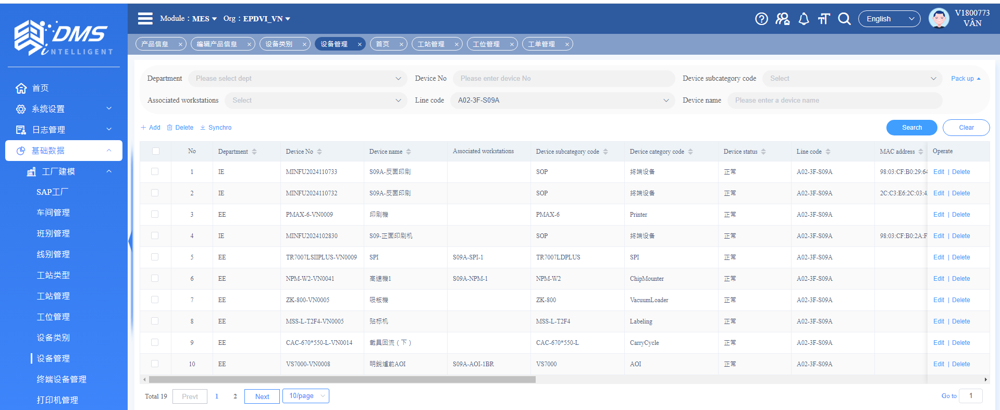 DMS
iNTELLIGENT
Module : MES Org : EPDVI_VN
English
V1800773
VÂN
产品信息 × 编辑产品信息 × 设备类别 × 设备管理 × 首页 × 工站管理 × 工位管理 × 工单管理 ×
首页
系统设置
日志管理
基础数据
工厂建模
SAP工厂
车间管理
班别管理
线别管理
工站类型
工站管理
工位管理
设备类别
设备管理
终端设备管理
打印机管理
Department Please select dept Device No Please enter device No Device subcategory code Select Pack up
Associated workstations Select Line code A02-3F-S09A Device name Please enter a device name
+ Add Delete Synchro Search Clear
No Department Device No Device name Associated workstations Device subcategory code Device category code Device status Line code MAC address Operate
1 IE MINFU2024110733 S09A-反面印刷 SOP 终端设备 正常 A02-3F-S09A 98:03:CF:B0:29:64 Edit | Delete
2 IE MINFU2024110732 S09A-反面印刷 SOP 终端设备 正常 A02-3F-S09A 2C:C3:E6:2C:03:4 Edit | Delete
3 EE PMAX-6-VN0009 印刷機 PMAX-6 Printer 正常 A02-3F-S09A Edit | Delete
4 IE MINFU2024102830 S09-正面印刷机 SOP 终端设备 正常 A02-3F-S09A 98:03:CF:B0:2A:F Edit | Delete
5 EE TR7007LSIIPLUS-VN0009 SPI S09A-SPI-1 TR7007LDPLUS SPI 正常 A02-3F-S09A Edit | Delete
6 EE NPM-W2-VN0041 高速機1 S09A-NPM-1 NPM-W2 ChipMounter 正常 A02-3F-S09A Edit | Delete
7 EE ZK-800-VN0005 吸板機 ZK-800 VacuumLoader 正常 A02-3F-S09A Edit | Delete
8 EE MSS-L-T2F4-VN0005 贴标机 MSS-L-T2F4 Labeling 正常 A02-3F-S09A Edit | Delete
9 EE CAC-670*550-L-VN0014 載具回流（下） CAC-670*550-L CarryCycle 正常 A02-3F-S09A Edit | Delete
10 EE VS7000-VN0008 明銳爐前AOI S09A-AOI-1BR VS7000 AOI 正常 A02-3F-S09A Edit | Delete
Total 19 Prevt 1 2 Next 10/page Go to 1